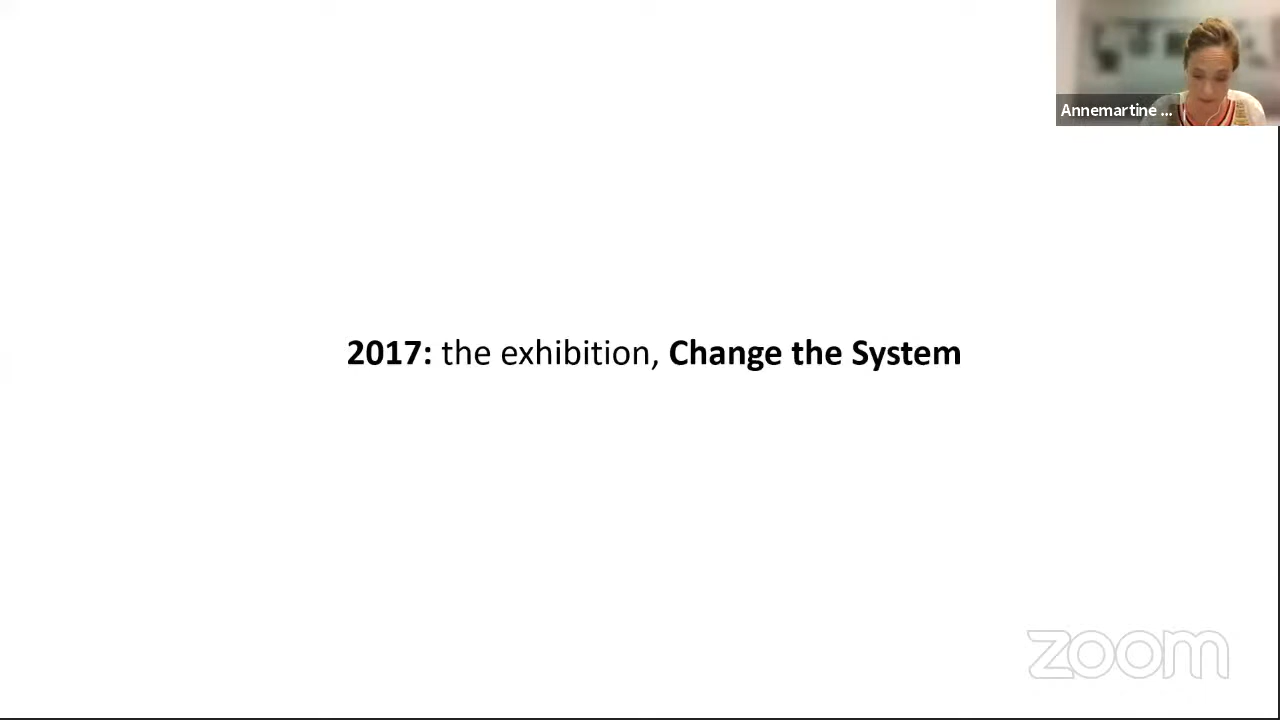 Annemartine ...
2017: the exhibition, Change the System
zoom